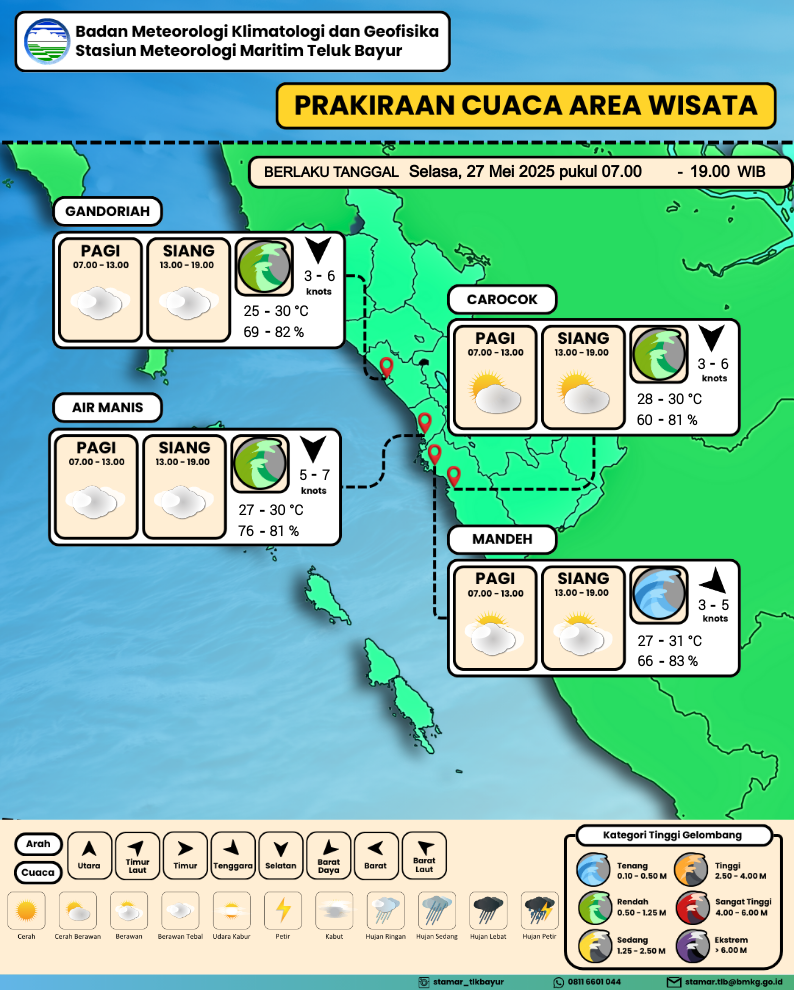 Badan Meteorologi Klimatologi dan Geofisika
Stasiun Meteorologi Maritim Teluk Bayur
PRAKIRAAN CUACA AREA WISATA
BERLAKU TANGGAL Selasa, 27 Mei 2025 pukul 07.00 - 19.00 WIB
GANDORIAH
PAGI
07.00 - 13.00
SIANG
13.00 - 19.00
3 - 6
knots
25 - 30 °C
69 - 82 %
CAROCOK
PAGI
07.00 - 13.00
SIANG
13.00 - 19.00
3 - 6
knots
28 - 30 °C
60 - 81 %
AIR MANIS
PAGI
07.00 - 13.00
SIANG
13.00 - 19.00
5 - 7
knots
27 - 30 °C
76 - 81 %
MANDEH
PAGI
07.00 - 13.00
SIANG
13.00 - 19.00
3 - 5
knots
27 - 31 °C
66 - 83 %
Arah
Utara
Timur Laut
Timur
Tenggara
Selatan
Barat Daya
Barat
Barat Laut
Cuaca
Cerah
Cerah Berawan
Berawan
Berawan Tebal
Udara Kabur
Petir
Kabut
Hujan Ringan
Hujan Sedang
Hujan Lebat
Hujan Petir
Kategori Tinggi Gelombang
Tenang
0.10 - 0.50 M
Tinggi
2.50 - 4.00 M
Rendah
0.50 - 1.25 M
Sangat Tinggi
4.00 - 6.00 M
Sedang
1.25 - 2.50 M
Ekstrem
> 6.00 M
stamar_tlkbayur
0811 6601 044
stamar.tlb@bmkg.go.id